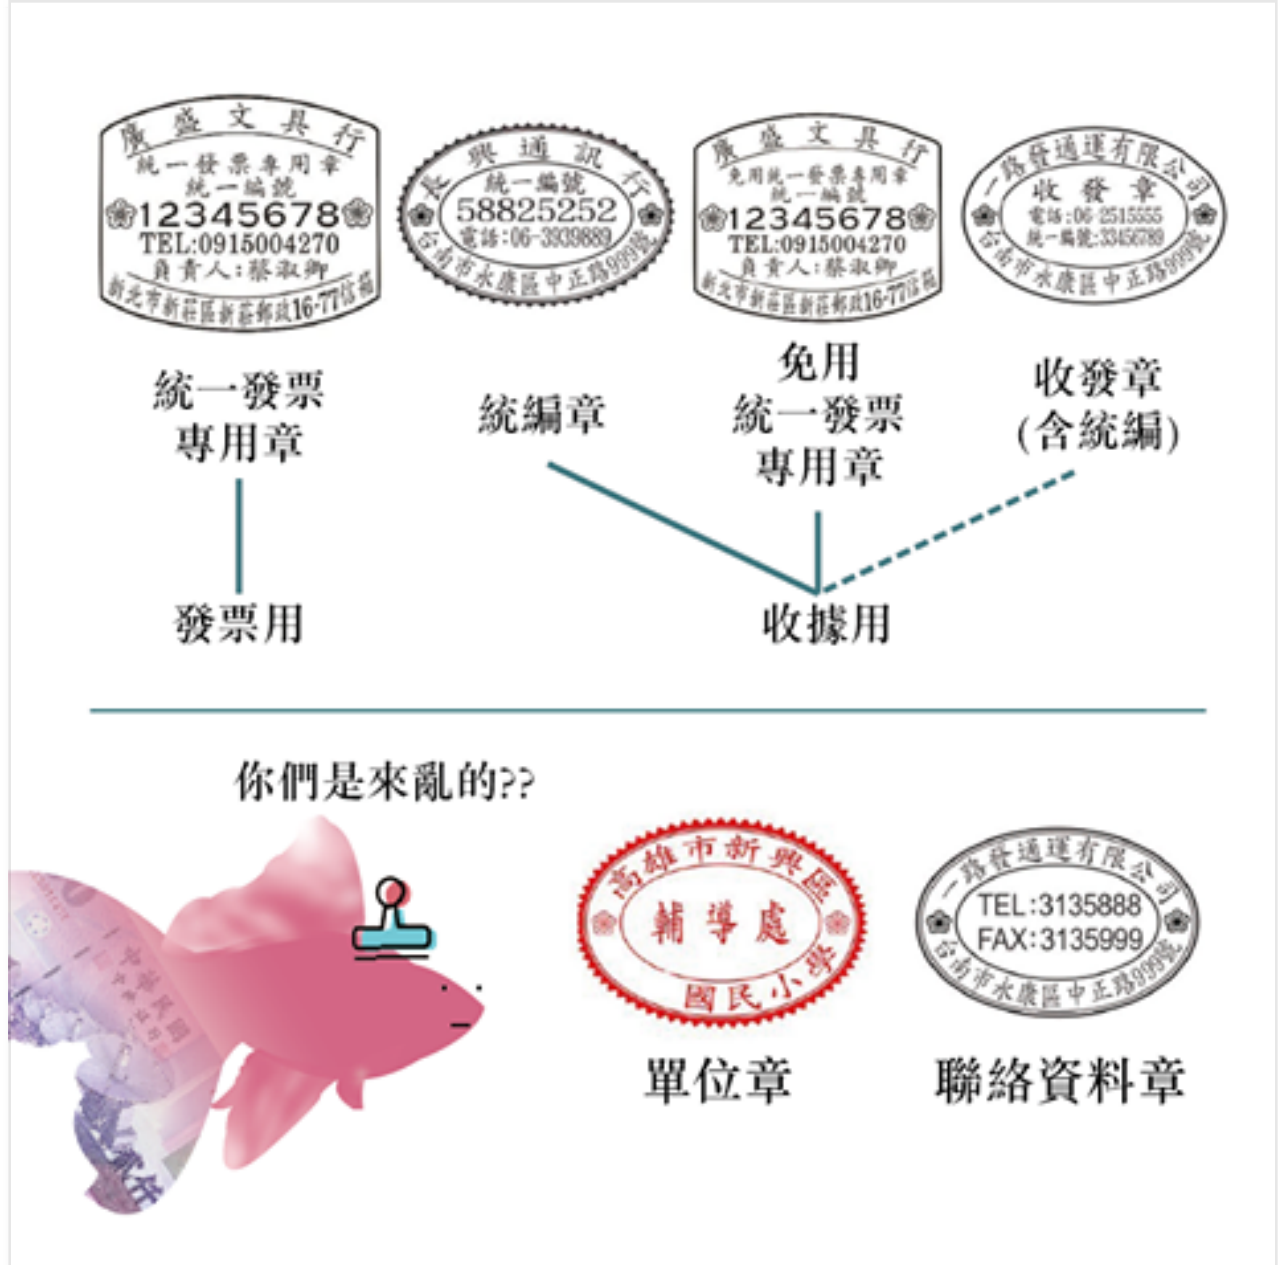 廣盛文具行
統一發票專用章
統一編號
12345678
TEL:0915004270
負責人:蔡淑卿
新北市新莊區新莊郵政16-77信箱
長興通訊行
統一編號
58825252
電話:06-3939889
台南市永康區中正路999號
廣盛文具行
免用統一發票專用章
統一編號
12345678
TEL:0915004270
負責人:蔡淑卿
新北市新莊區新莊郵政16-77信箱
一路發通運有限公司
收發章
電話:06-2515555
統一編號:33456789
台南市永康區中正路999號
統一發票
專用章
統編章
免用
統一發票
專用章
收發章
(含統編)
發票用
收據用
你們是來亂的??
高雄市新興區
輔導處
國民小學
一路發通運有限公司
TEL:3135888
FAX:3135999
台南市永康區中正路999號
單位章
聯絡資料章
中華民國